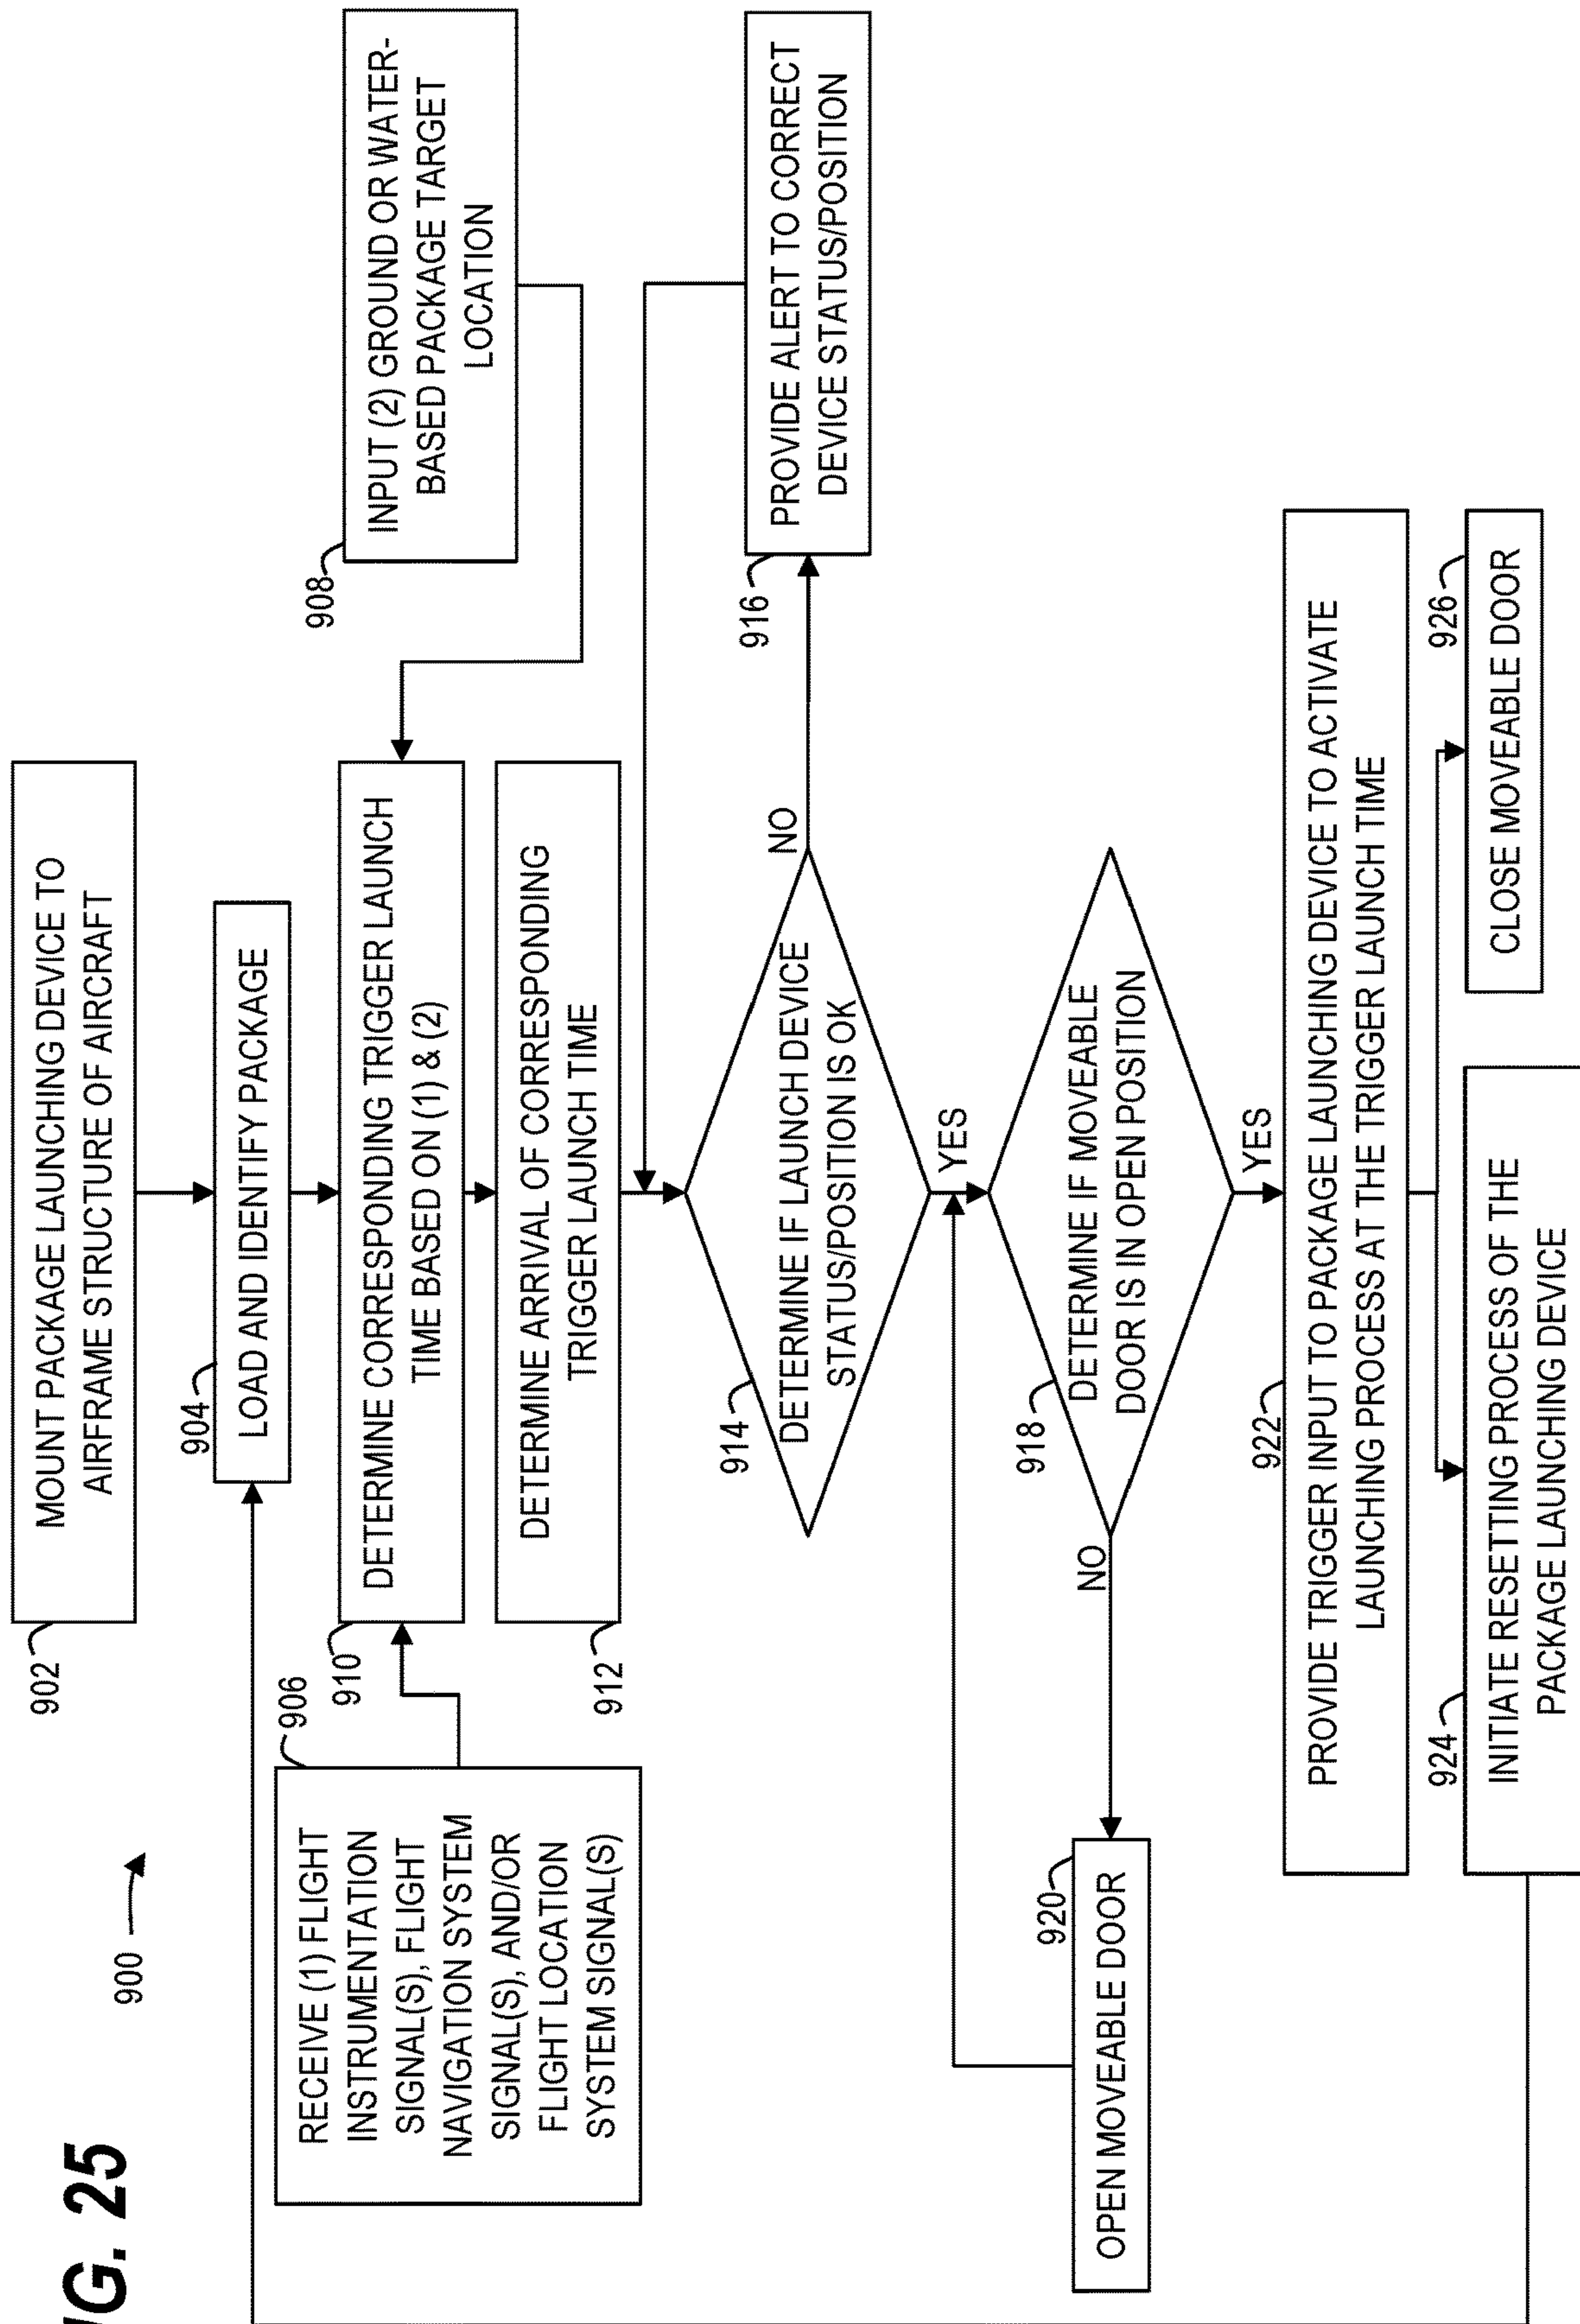 G. 25
900
902
MOUNT PACKAGE LAUNCHING DEVICE TO
AIRFRAME STRUCTURE OF AIRCRAFT
904
LOAD AND IDENTIFY PACKAGE
906
RECEIVE (1) FLIGHT
INSTRUMENTATION
SIGNAL(S), FLIGHT
NAVIGATION SYSTEM
SIGNAL(S), AND/OR
FLIGHT LOCATION
SYSTEM SIGNAL(S)
908
INPUT (2) GROUND OR WATER-
BASED PACKAGE TARGET
LOCATION
910
DETERMINE CORRESPONDING TRIGGER LAUNCH
TIME BASED ON (1) & (2)
912
DETERMINE ARRIVAL OF CORRESPONDING
TRIGGER LAUNCH TIME
914
DETERMINE IF LAUNCH DEVICE
STATUS/POSITION IS OK
NO
916
PROVIDE ALERT TO CORRECT
DEVICE STATUS/POSITION
YES
918
DETERMINE IF MOVEABLE
DOOR IS IN OPEN POSITION
NO
920
OPEN MOVEABLE DOOR
YES
922
PROVIDE TRIGGER INPUT TO PACKAGE LAUNCHING DEVICE TO ACTIVATE
LAUNCHING PROCESS AT THE TRIGGER LAUNCH TIME
924
INITIATE RESETTING PROCESS OF THE
PACKAGE LAUNCHING DEVICE
926
CLOSE MOVEABLE DOOR